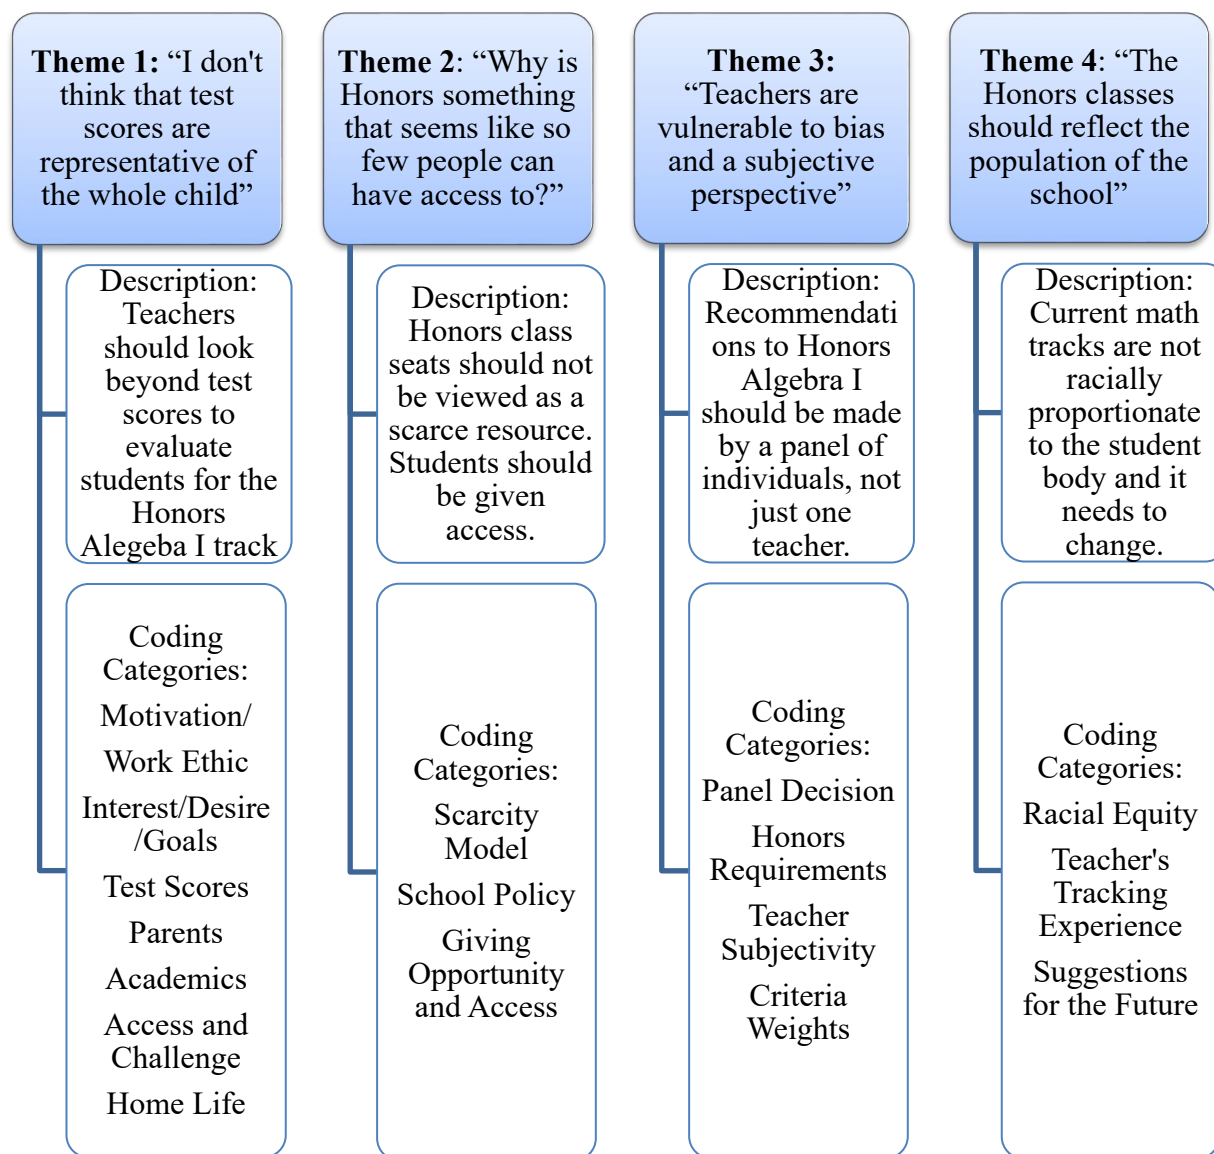 Theme 1: “I don't
think that test
scores are
representative of
the whole child”
Description:
Teachers
should look
beyond test
scores to
evaluate
students for the
Honors
Alegeba I track
Coding
Categories:
Motivation/
Work Ethic
Interest/Desire
/Goals
Test Scores
Parents
Academics
Access and
Challenge
Home Life
Theme 2: “Why is
Honors something
that seems like so
few people can
have access to?”
Description:
Honors class
seats should not
be viewed as a
scarce resource.
Students should
be given
access.
Coding
Categories:
Scarcity
Model
School Policy
Giving
Opportunity
and Access
Theme 3:
“Teachers are
vulnerable to bias
and a subjective
perspective”
Description:
Recommendati
ons to Honors
Algebra I
should be made
by a panel of
individuals, not
just one
teacher.
Coding
Categories:
Panel Decision
Honors
Requirements
Teacher
Subjectivity
Criteria
Weights
Theme 4: “The
Honors classes
should reflect the
population of the
school”
Description:
Current math
tracks are not
racially
proportionate
to the student
body and it
needs to
change.
Coding
Categories:
Racial Equity
Teacher's
Tracking
Experience
Suggestions
for the Future